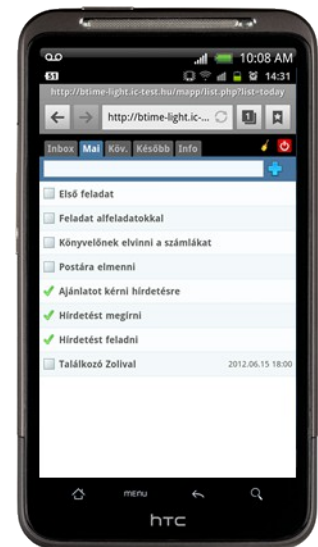 10:08 AM
51
14:31
http://btime-light.ic-test.hu/mapp/list.php?list=today
http://btime-light.ic-...
1
Inbox Mai Köv. Később Info
Első feladat
Feladat alfeladatokkal
Könyvelőnek elvinni a számlákat
Postára elmenni
Ajánlatot kérni hirdetésre
Hirdetést megírni
Hirdetést feladni
Találkozó Zolival 2012.06.15 18:00
menu
hTC